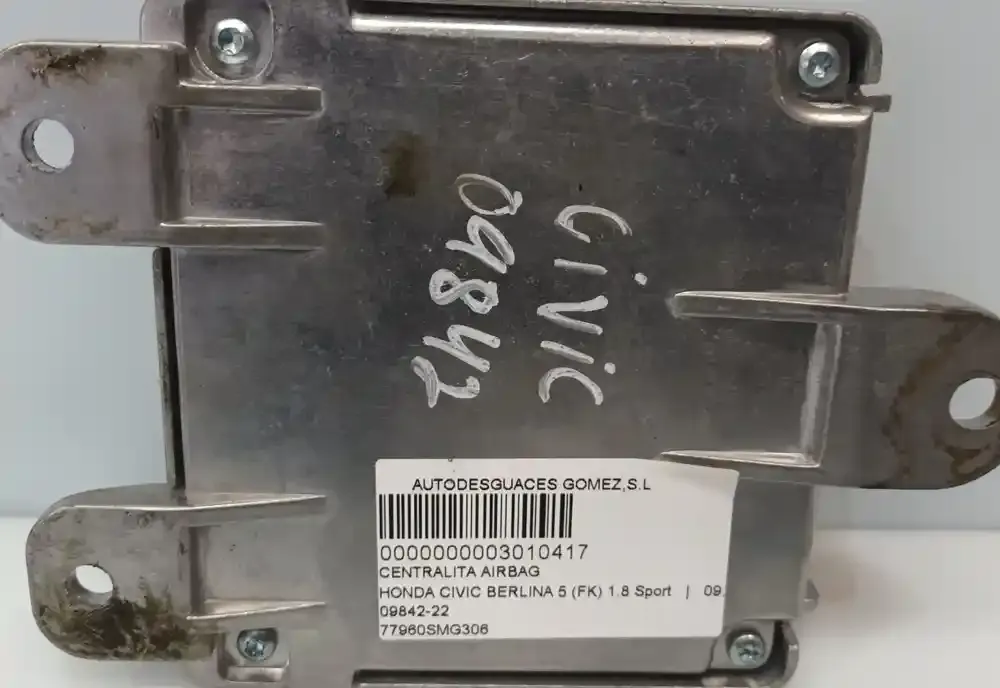 CiViC
09842
AUTODESGUACES GOMEZ,S.L
0000000003010417
CENTRALITA AIRBAG
HONDA CIVIC BERLINA 5 (FK) 1.8 Sport | 09.
09842-22
77960SMG306